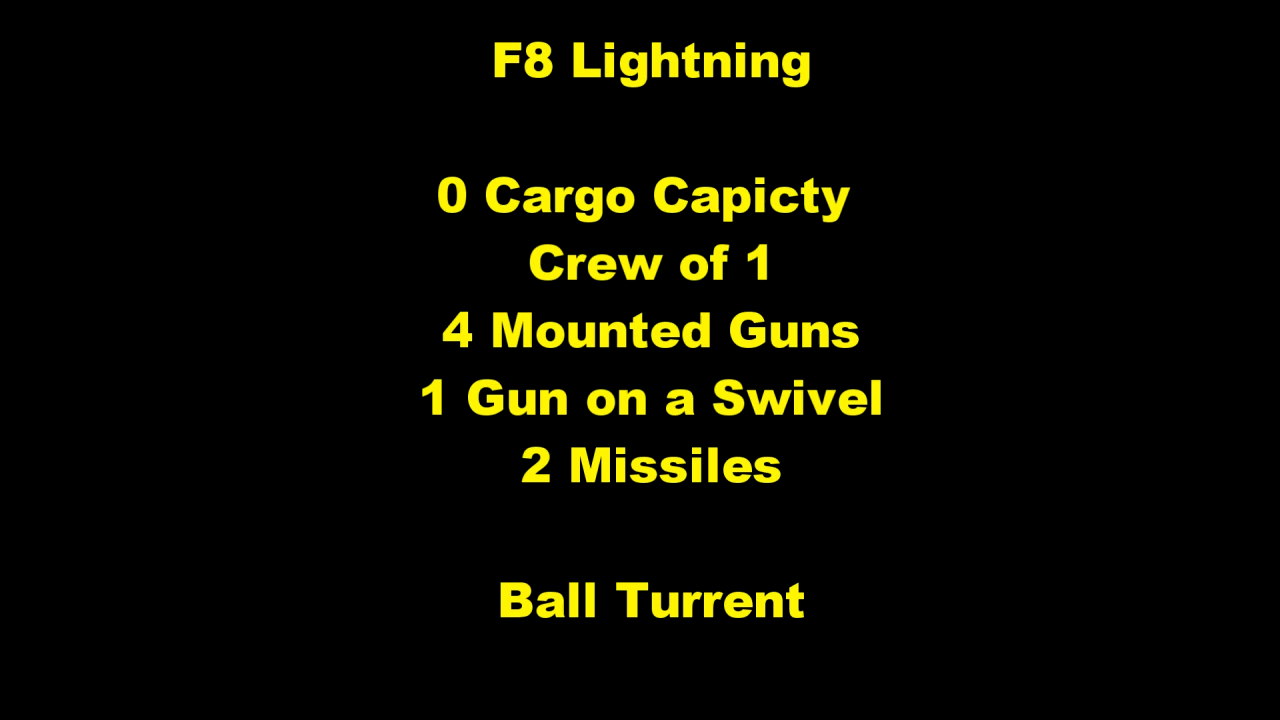 F8 Lightning
0 Cargo Capicty
Crew of 1
4 Mounted Guns
1 Gun on a Swivel
2 Missiles
Ball Turrent